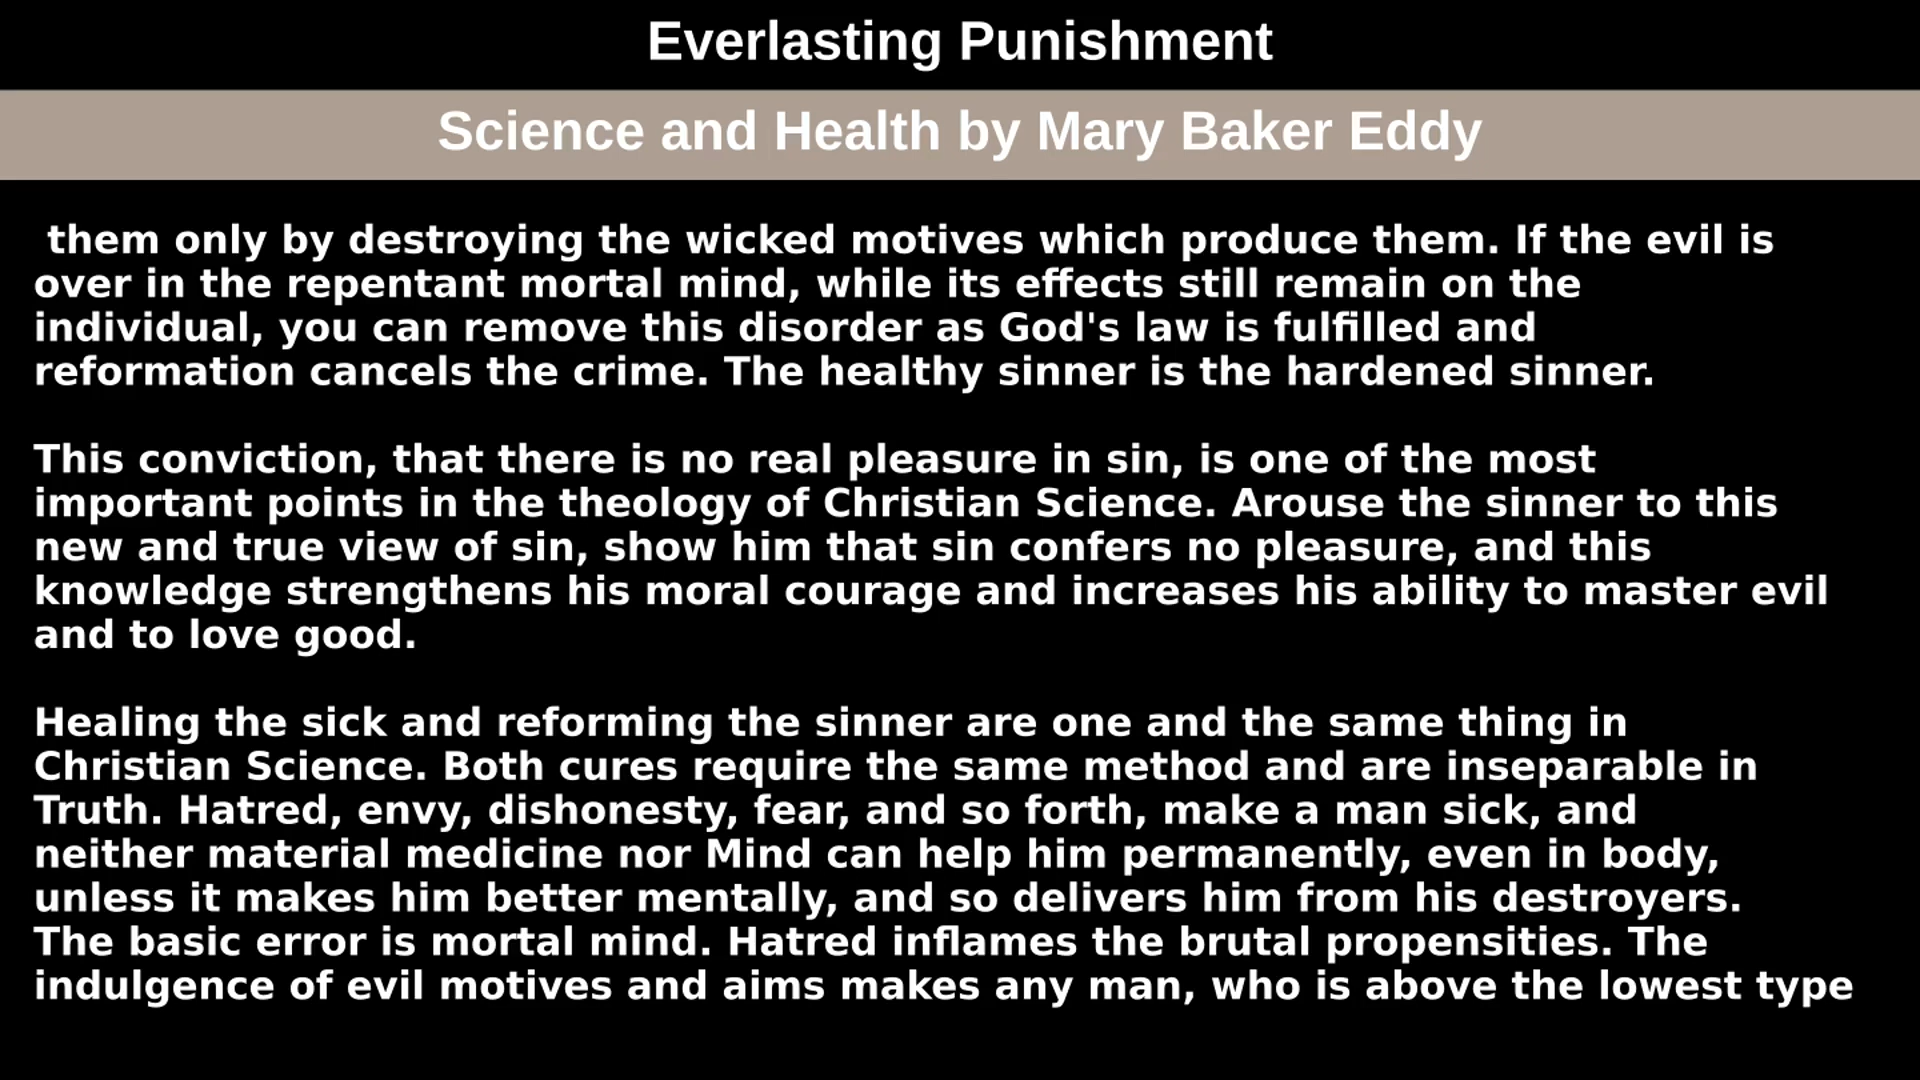 Everlasting Punishment
Science and Health by Mary Baker Eddy
them only by destroying the wicked motives which produce them. If the evil is
over in the repentant mortal mind, while its effects still remain on the
individual, you can remove this disorder as God's law is fulfilled and
reformation cancels the crime. The healthy sinner is the hardened sinner.
This conviction, that there is no real pleasure in sin, is one of the most
important points in the theology of Christian Science. Arouse the sinner to this
new and true view of sin, show him that sin confers no pleasure, and this
knowledge strengthens his moral courage and increases his ability to master evil
and to love good.
Healing the sick and reforming the sinner are one and the same thing in
Christian Science. Both cures require the same method and are inseparable in
Truth. Hatred, envy, dishonesty, fear, and so forth, make a man sick, and
neither material medicine nor Mind can help him permanently, even in body,
unless it makes him better mentally, and so delivers him from his destroyers.
The basic error is mortal mind. Hatred inflames the brutal propensities. The
indulgence of evil motives and aims makes any man, who is above the lowest type